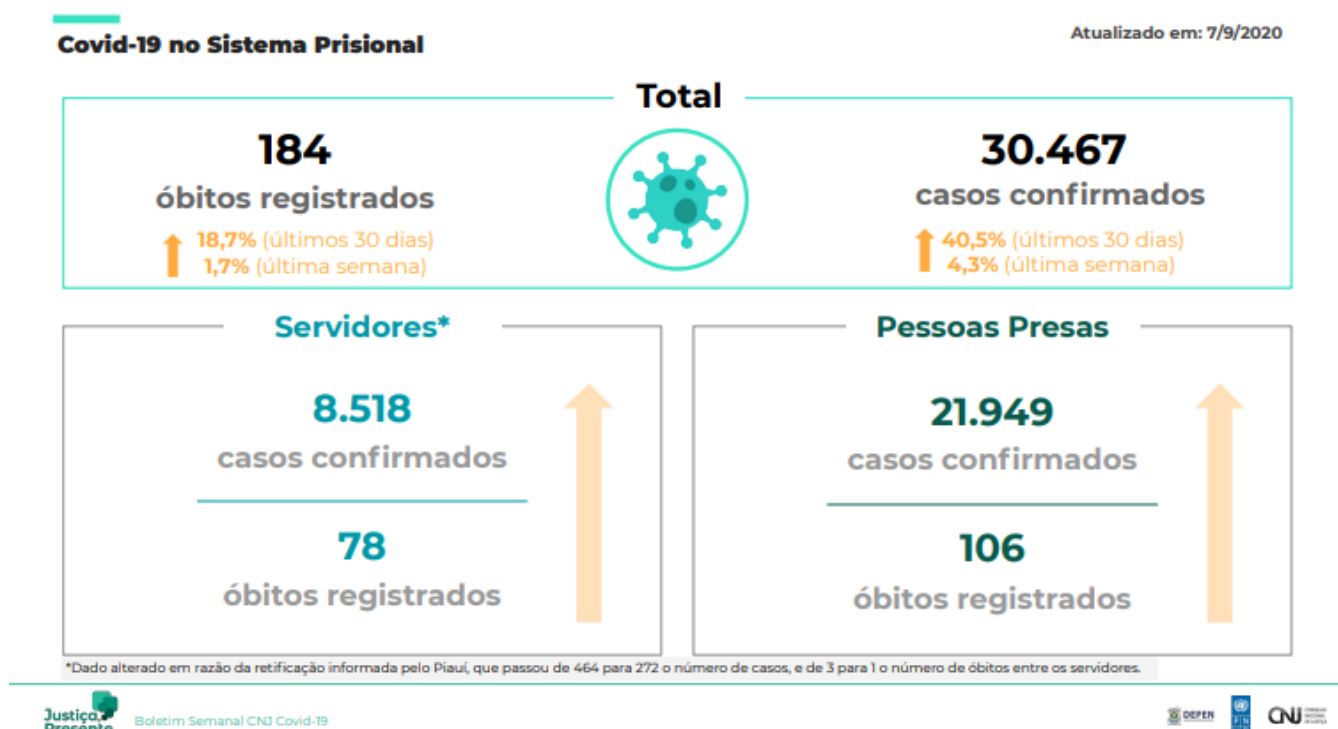 Covid-19 no Sistema Prisional
Atualizado em: 7/9/2020
Total
184
óbitos registrados
18,7% (últimos 30 dias)
1,7% (última semana)
30.467
casos confirmados
40,5% (últimos 30 dias)
4,3% (última semana)
Servidores*
8.518
casos confirmados
78
óbitos registrados
Pessoas Presas
21.949
casos confirmados
106
óbitos registrados
*Dado alterado em razão da retificação informada pelo Piauí, que passou de 464 para 272 o número de casos, e de 3 para 1 o número de óbitos entre os servidores.
Justiça
Presente
Boletim Semanal CNJ Covid-19
DEPEN
CNJ